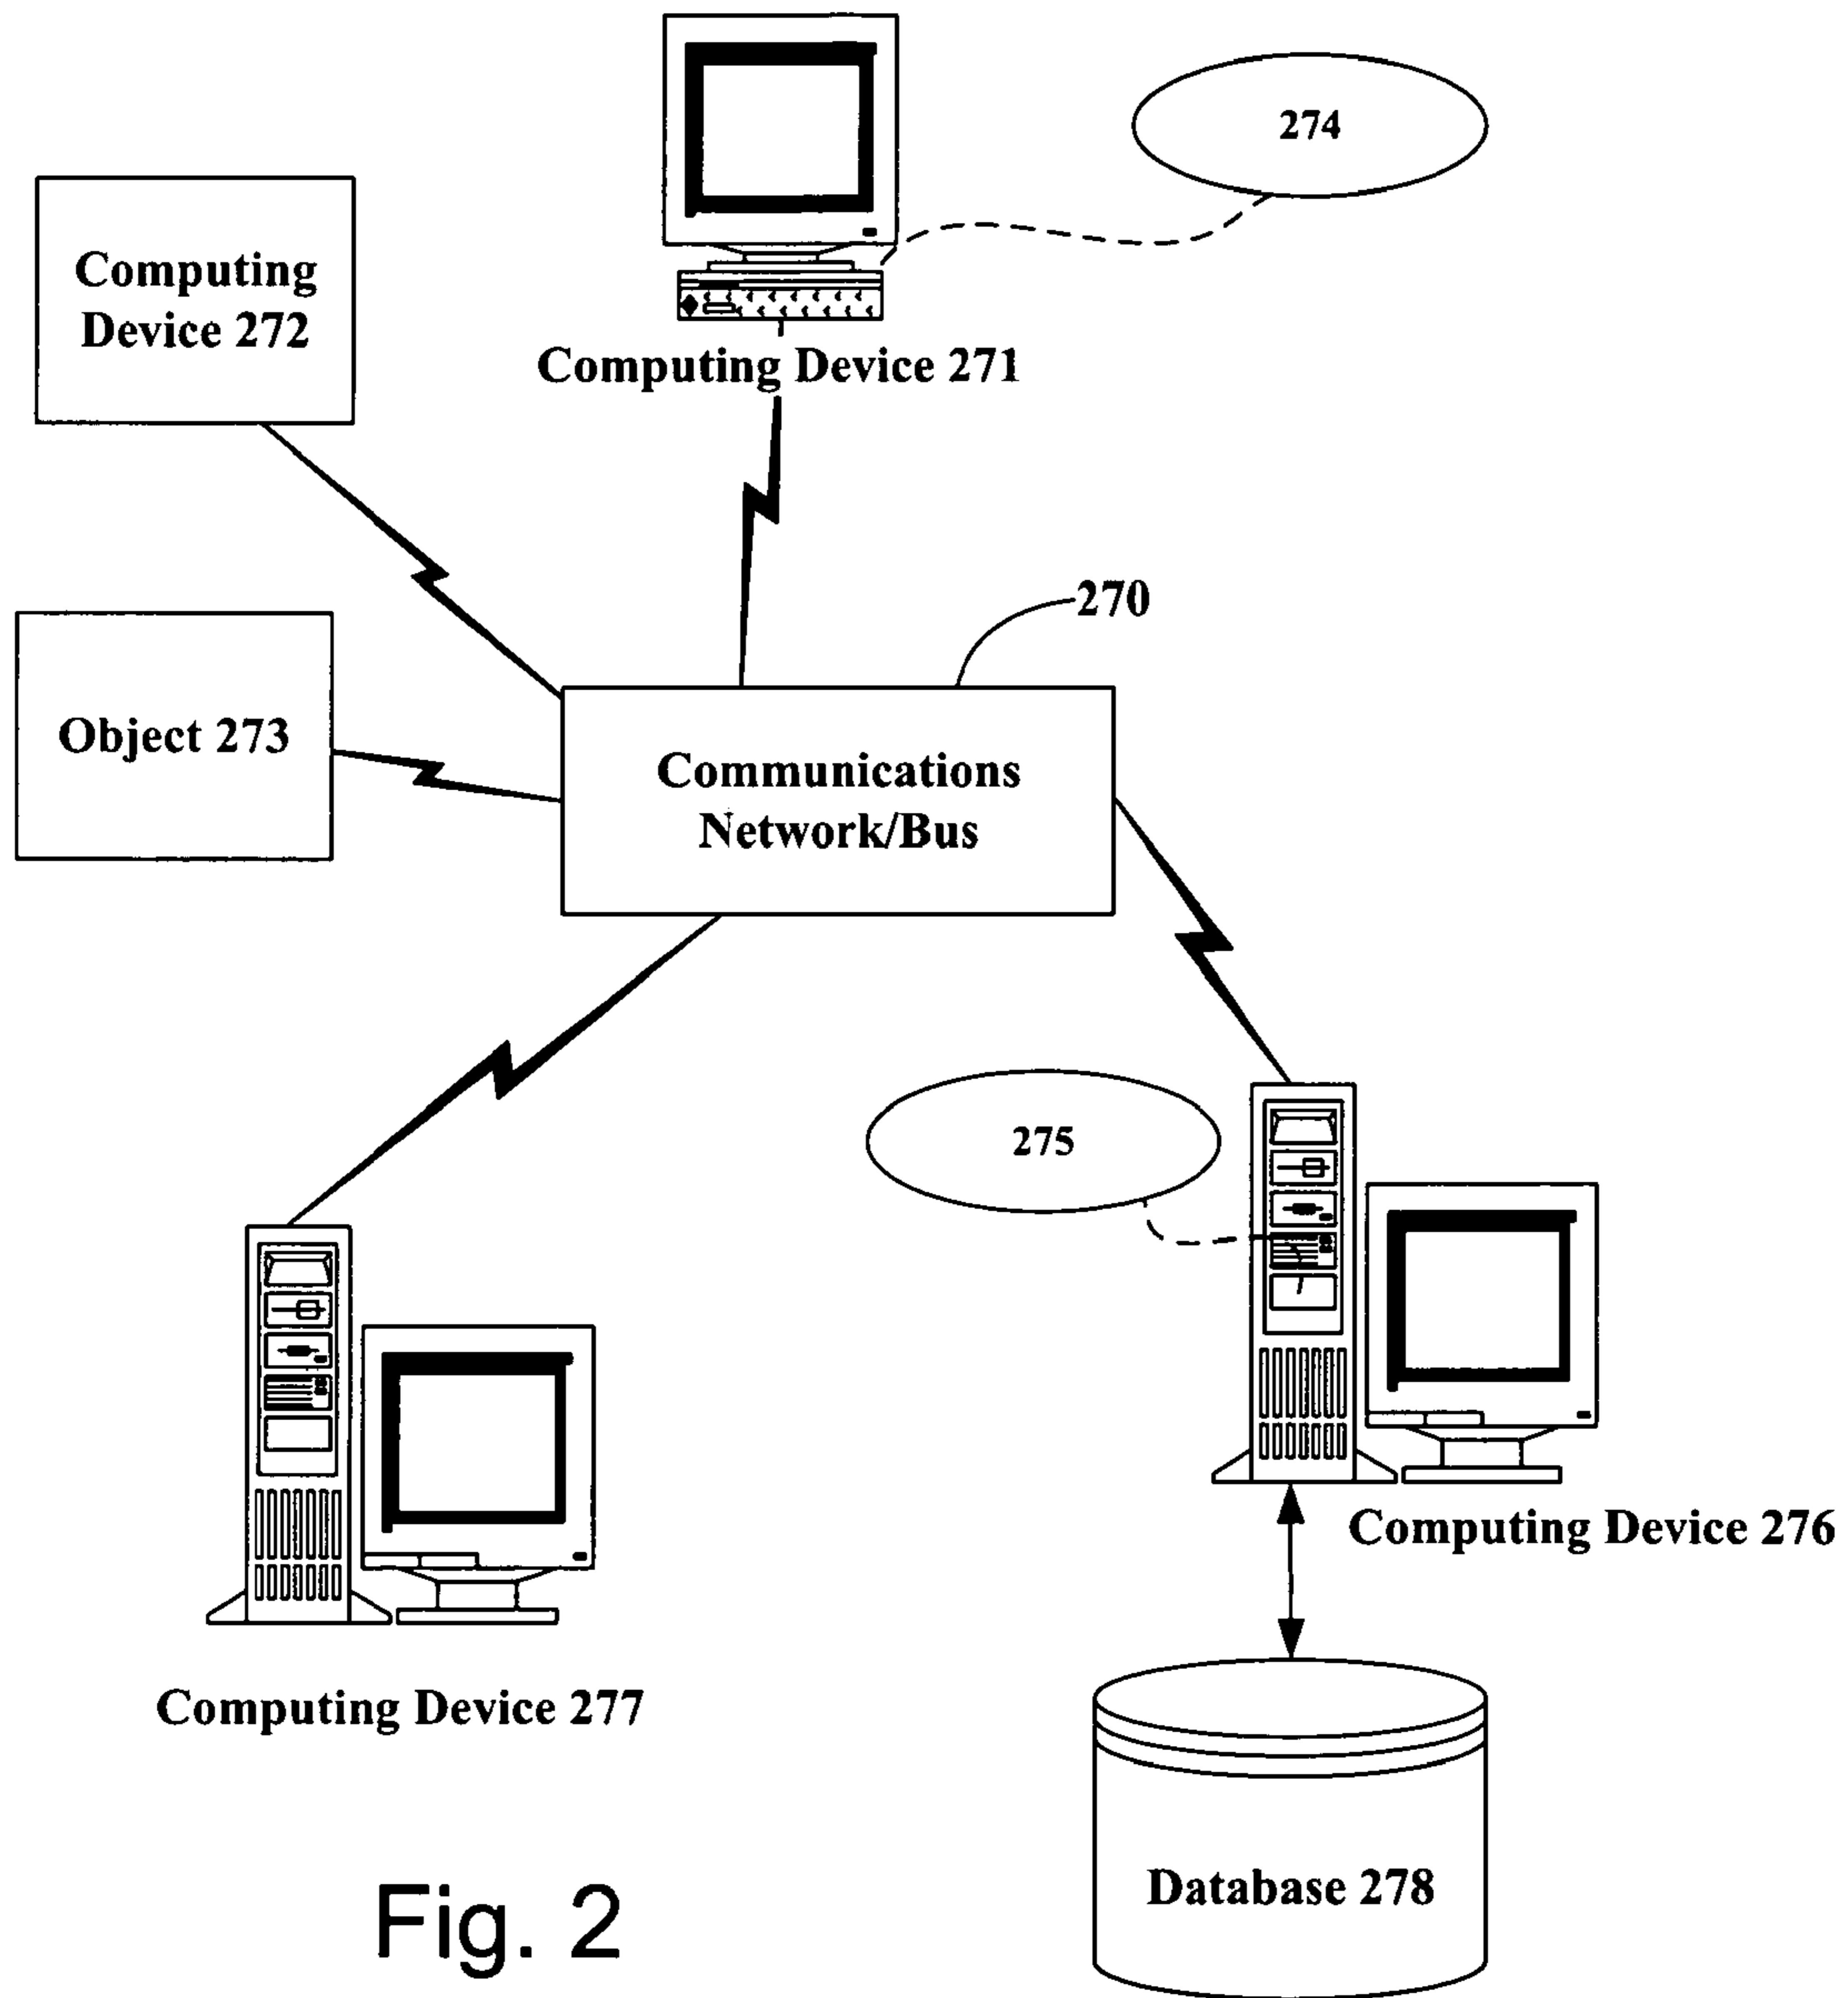 274
Computing
Device 272
Computing Device 271
270
Object 273
Communications
Network/Bus
275
Computing Device 276
Computing Device 277
Database 278
Fig. 2